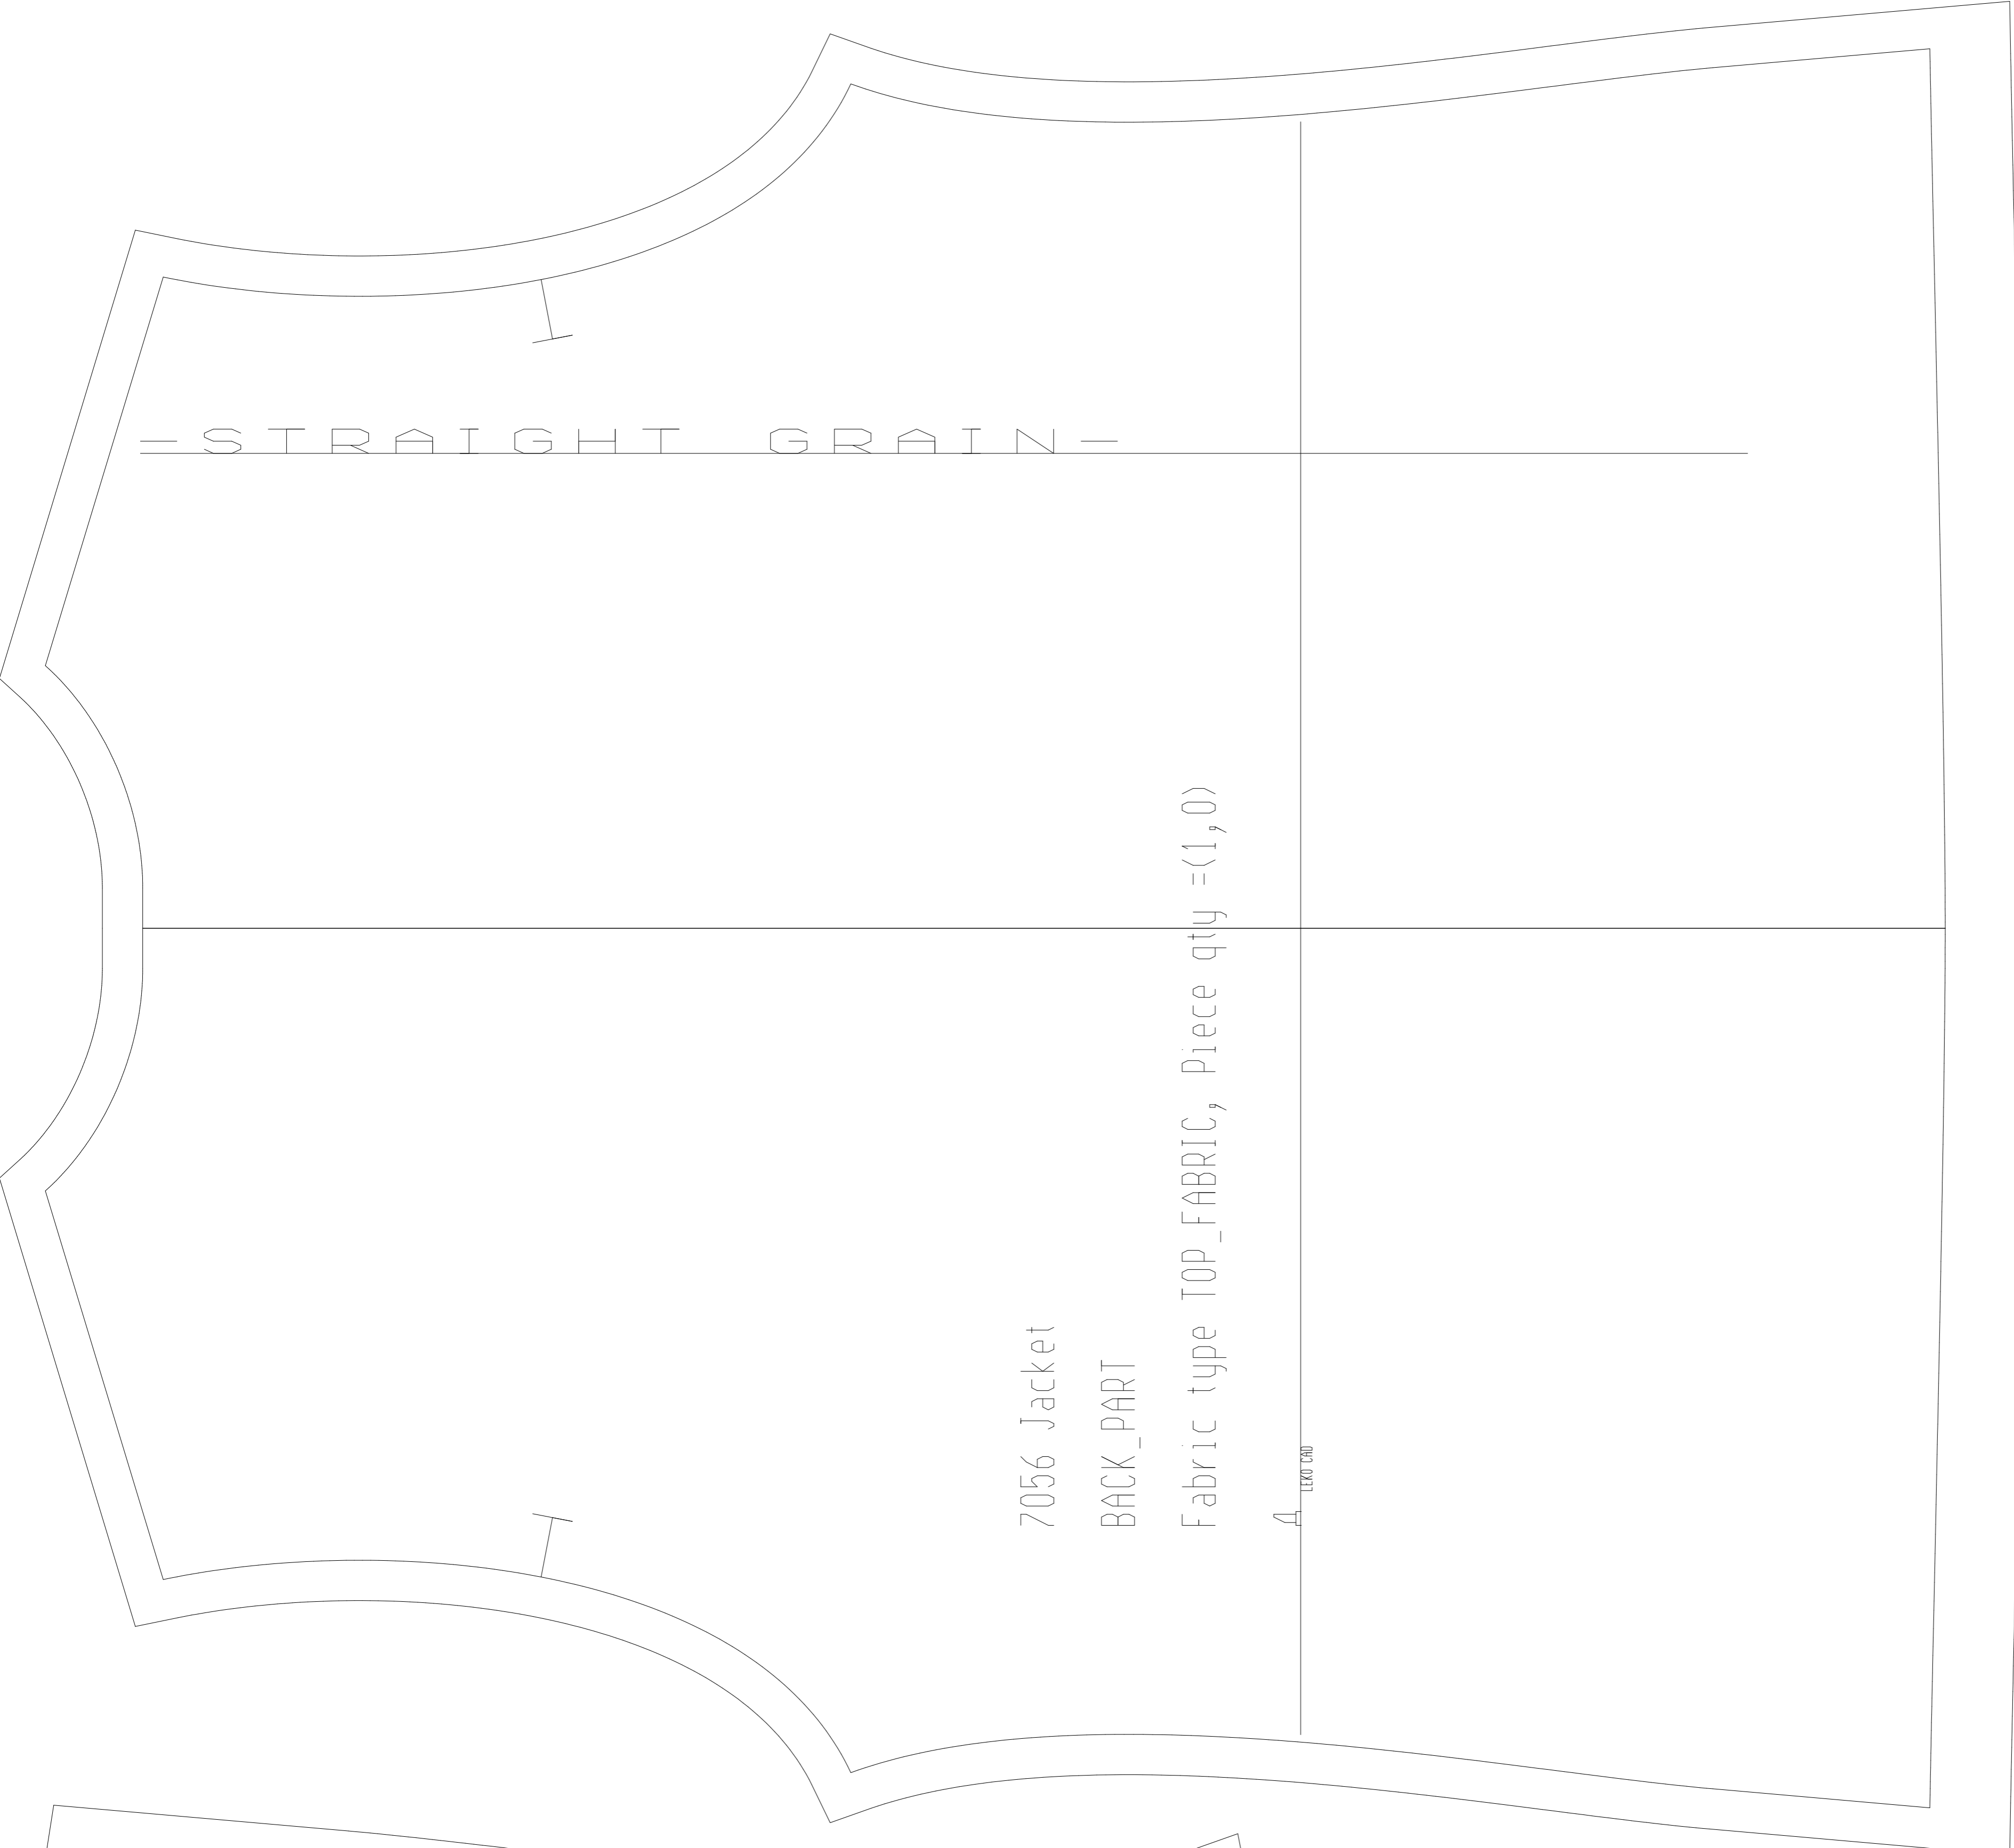 -STRAIGHT GRAIN-
7056 Jacket
BACK_PART
Fabric type TOP_FABRIC, Piece qty =(1,0)
LEKO CAD